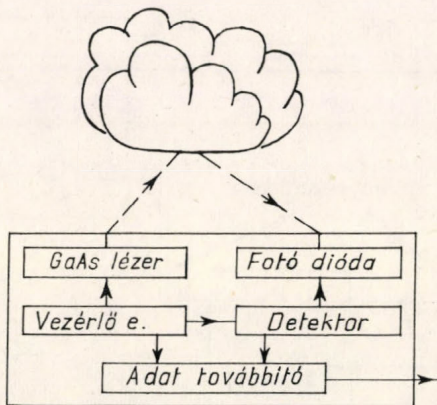 GaAs lézer
Fotó dióda
Vezérlő e.
Detektor
Adat továbbító